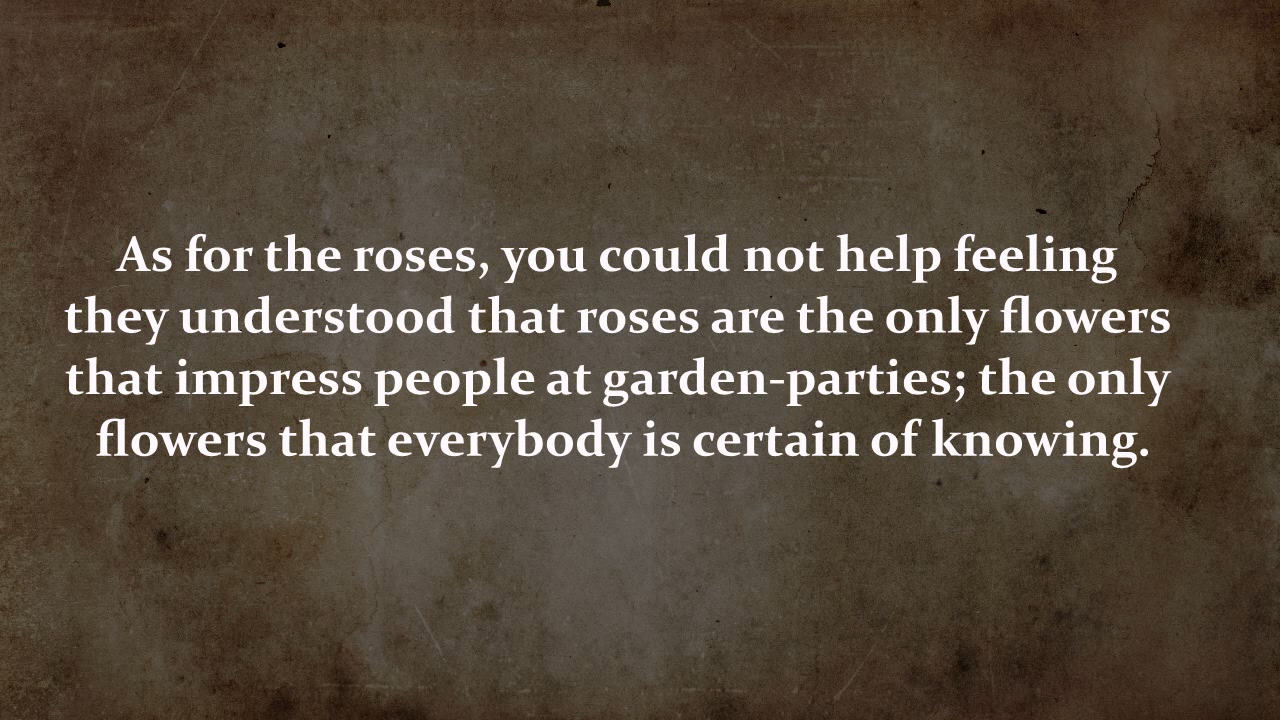 As for the roses, you could not help feeling
they understood that roses are the only flowers
that impress people at garden-parties; the only
flowers that everybody is certain of knowing.